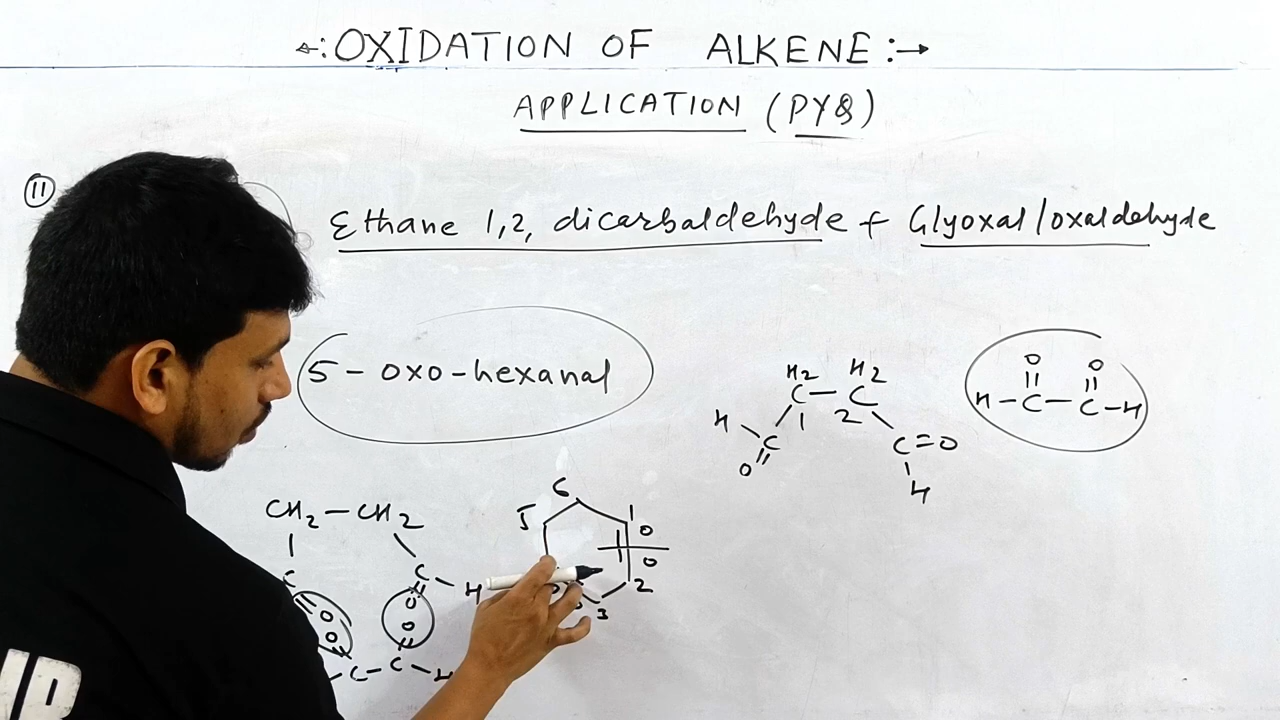 ←: OXIDATION OF ALKENE :→
APPLICATION (PYQ)
11
Ethane 1,2, dicarbaldehyde + Glyoxal/oxaldehyde
5-oxo-hexanal
H2 H2
C — C
1 2
H C
O
C=O
H
O O
H-C-C-H
CH2-CH2
C C H
O O
O O
C-C-H
6
5 1
O
O
2
3